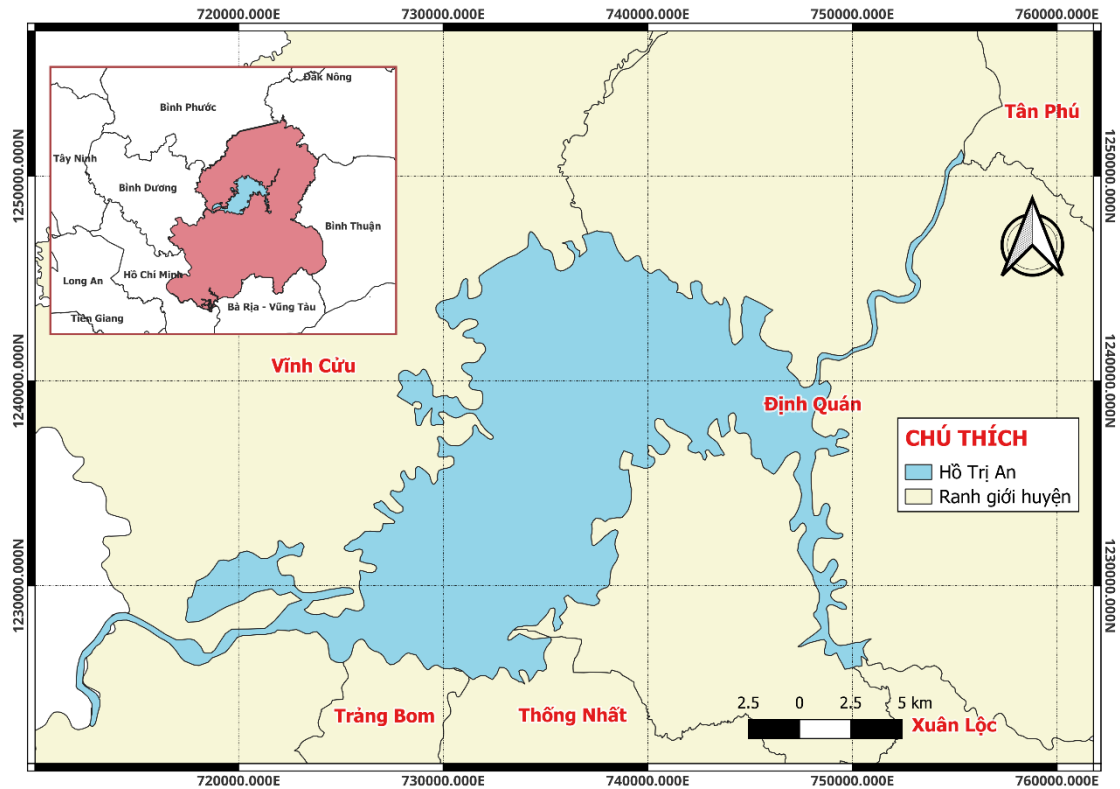 720000.000E 730000.000E 740000.000E 750000.000E 760000.000E
Đăk Nông
Bình Phước
Tây Ninh
Bình Dương
Bình Thuận
Long An
Hồ Chí Minh
Bà Rịa - Vũng Tàu
Tiền Giang
Tân Phú
1250000.000N
1250000.000N
Vĩnh Cửu
1240000.000N
1240000.000N
Định Quán
CHÚ THÍCH
Hồ Trị An
Ranh giới huyện
1230000.000N
1230000.000N
2.5 0 2.5 5 km
Trảng Bom
Thống Nhất
Xuân Lộc
720000.000E 730000.000E 740000.000E 750000.000E 760000.000E